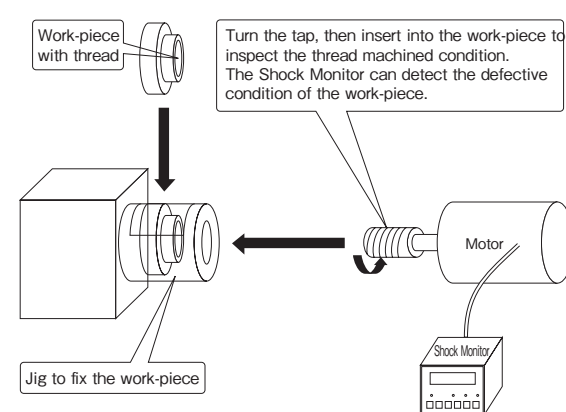 Work-piece
with thread
Turn the tap, then insert into the work-piece to
inspect the thread machined condition.
The Shock Monitor can detect the defective
condition of the work-piece.
Motor
Shock Monitor
Jig to fix the work-piece